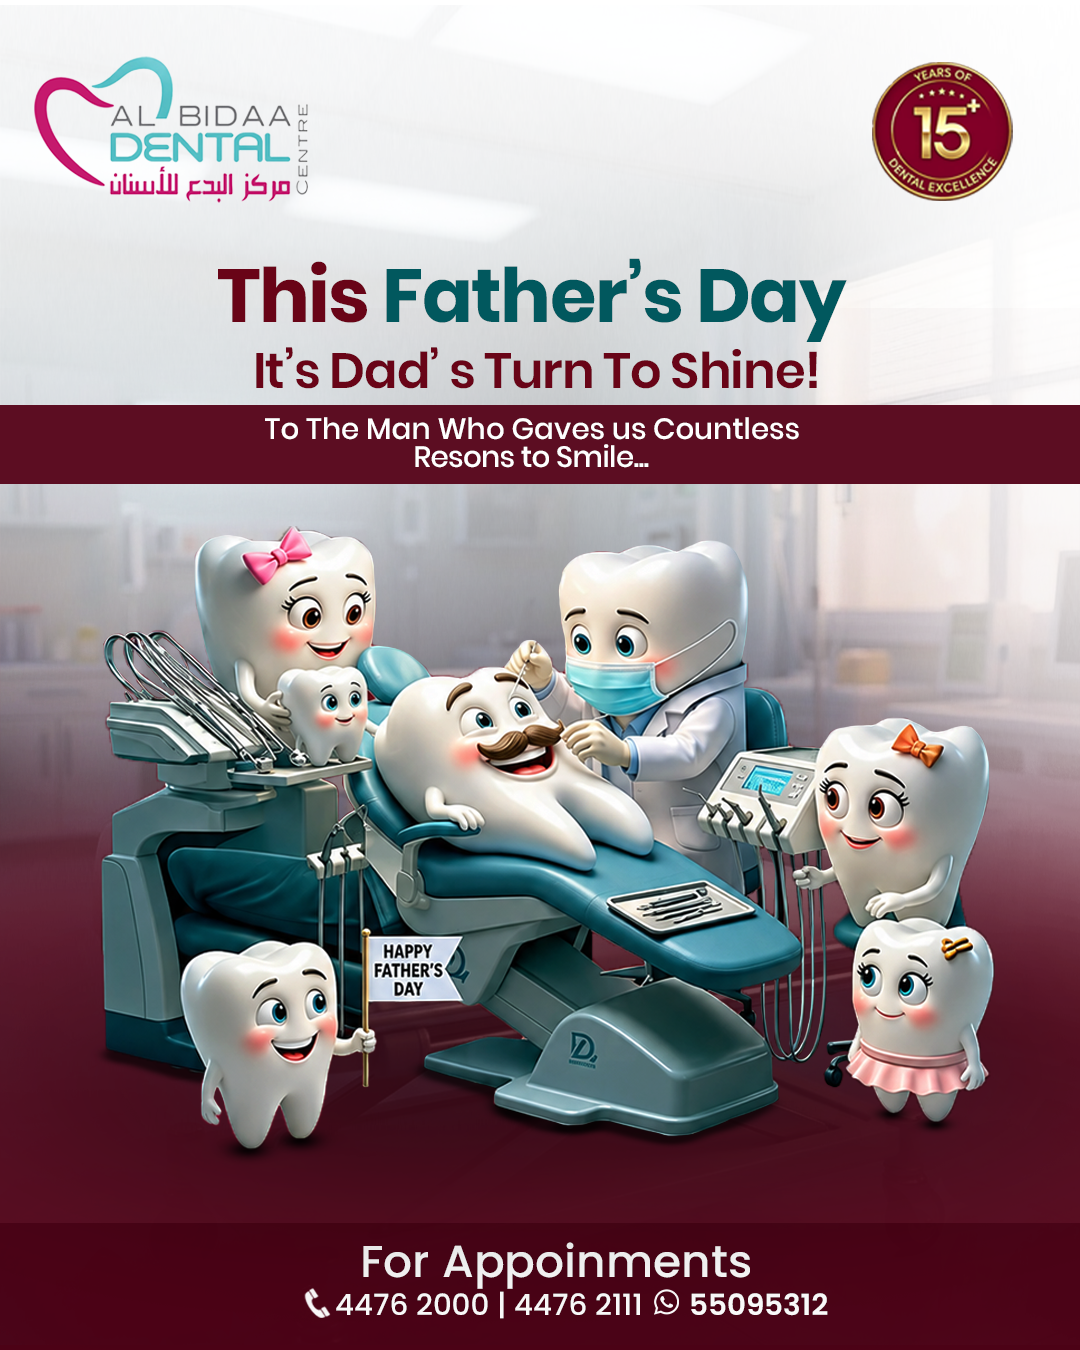 AL BIDAA
DENTAL
CENTRE
مركز البدع للأسنان
YEARS OF
15+
DENTAL EXCELLENCE
This Father's Day
It's Dad' s Turn To Shine!
To The Man Who Gaves us Countless
Resons to Smile...
HAPPY
FATHER'S
DAY
For Appoinments
4476 2000 | 4476 2111 55095312